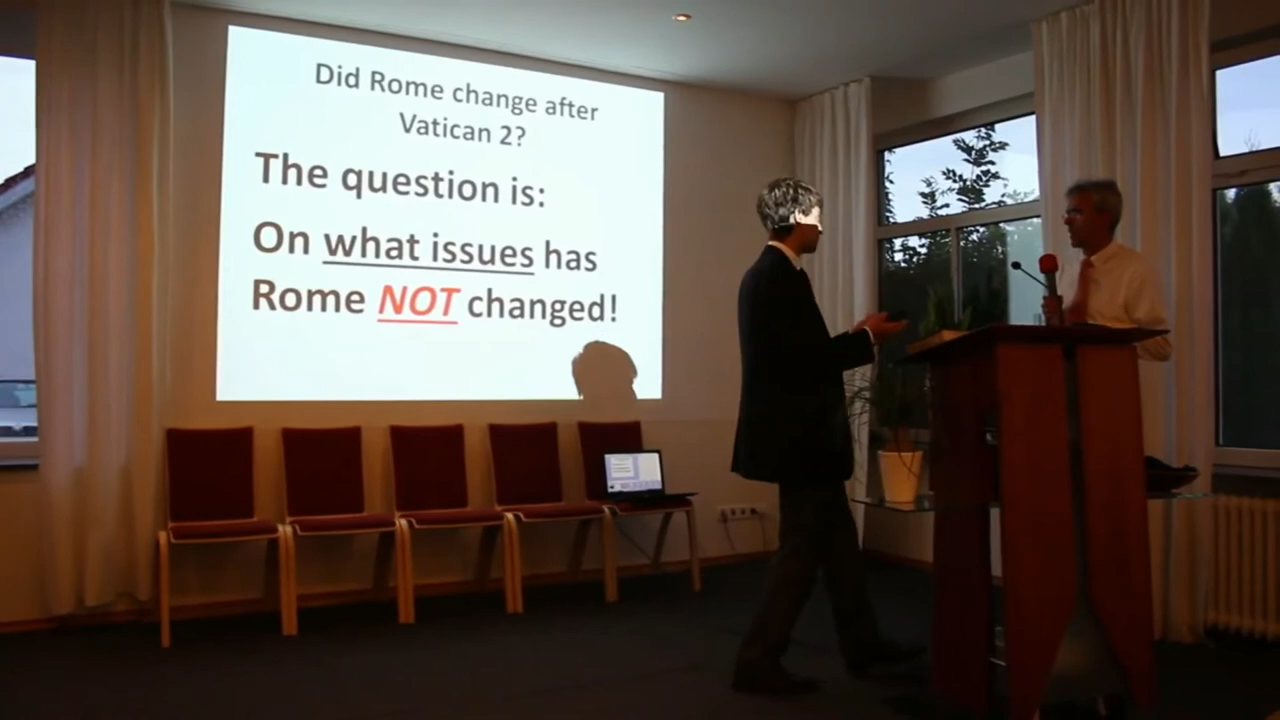 Did Rome change after
Vatican 2?
The question is:
On what issues has
Rome NOT changed!